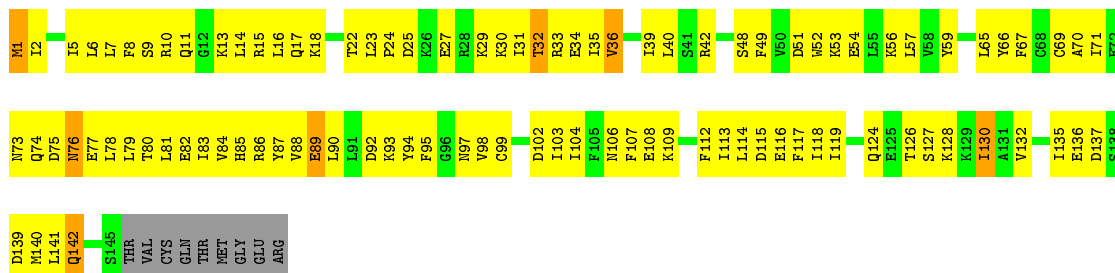 M1 I2 I5 L6 L7 F8 S9 R10 Q11 G12 K13 L14 R15 L16 Q17 K18 T22 L23 P24 D25 K26 E27 R28 K29 K30 I31 T32 R33 E34 I35 V36 I39 L40 S41 R42 S48 F49 V50 D51 W52 K53 E54 L55 K56 L57 V58 Y59 L65 Y66 F67 C68 C69 A70 I71
N73 Q74 D75 N76 E77 L78 L79 T80 L81 E82 I83 V84 H85 R86 Y87 V88 E89 L90 L91 D92 K93 Y94 F95 G96 N97 V98 C99 D102 I103 I104 F105 N106 F107 E108 K109 F112 I113 L114 D115 E116 F117 I118 I119 Q124 E125 T126 S127 K128 K129 I130 A131 V132 I135 E136 D137 S138
D139 M140 L141 Q142 S145 THR VAL CYS GLN THR MET GLY GLU ARG